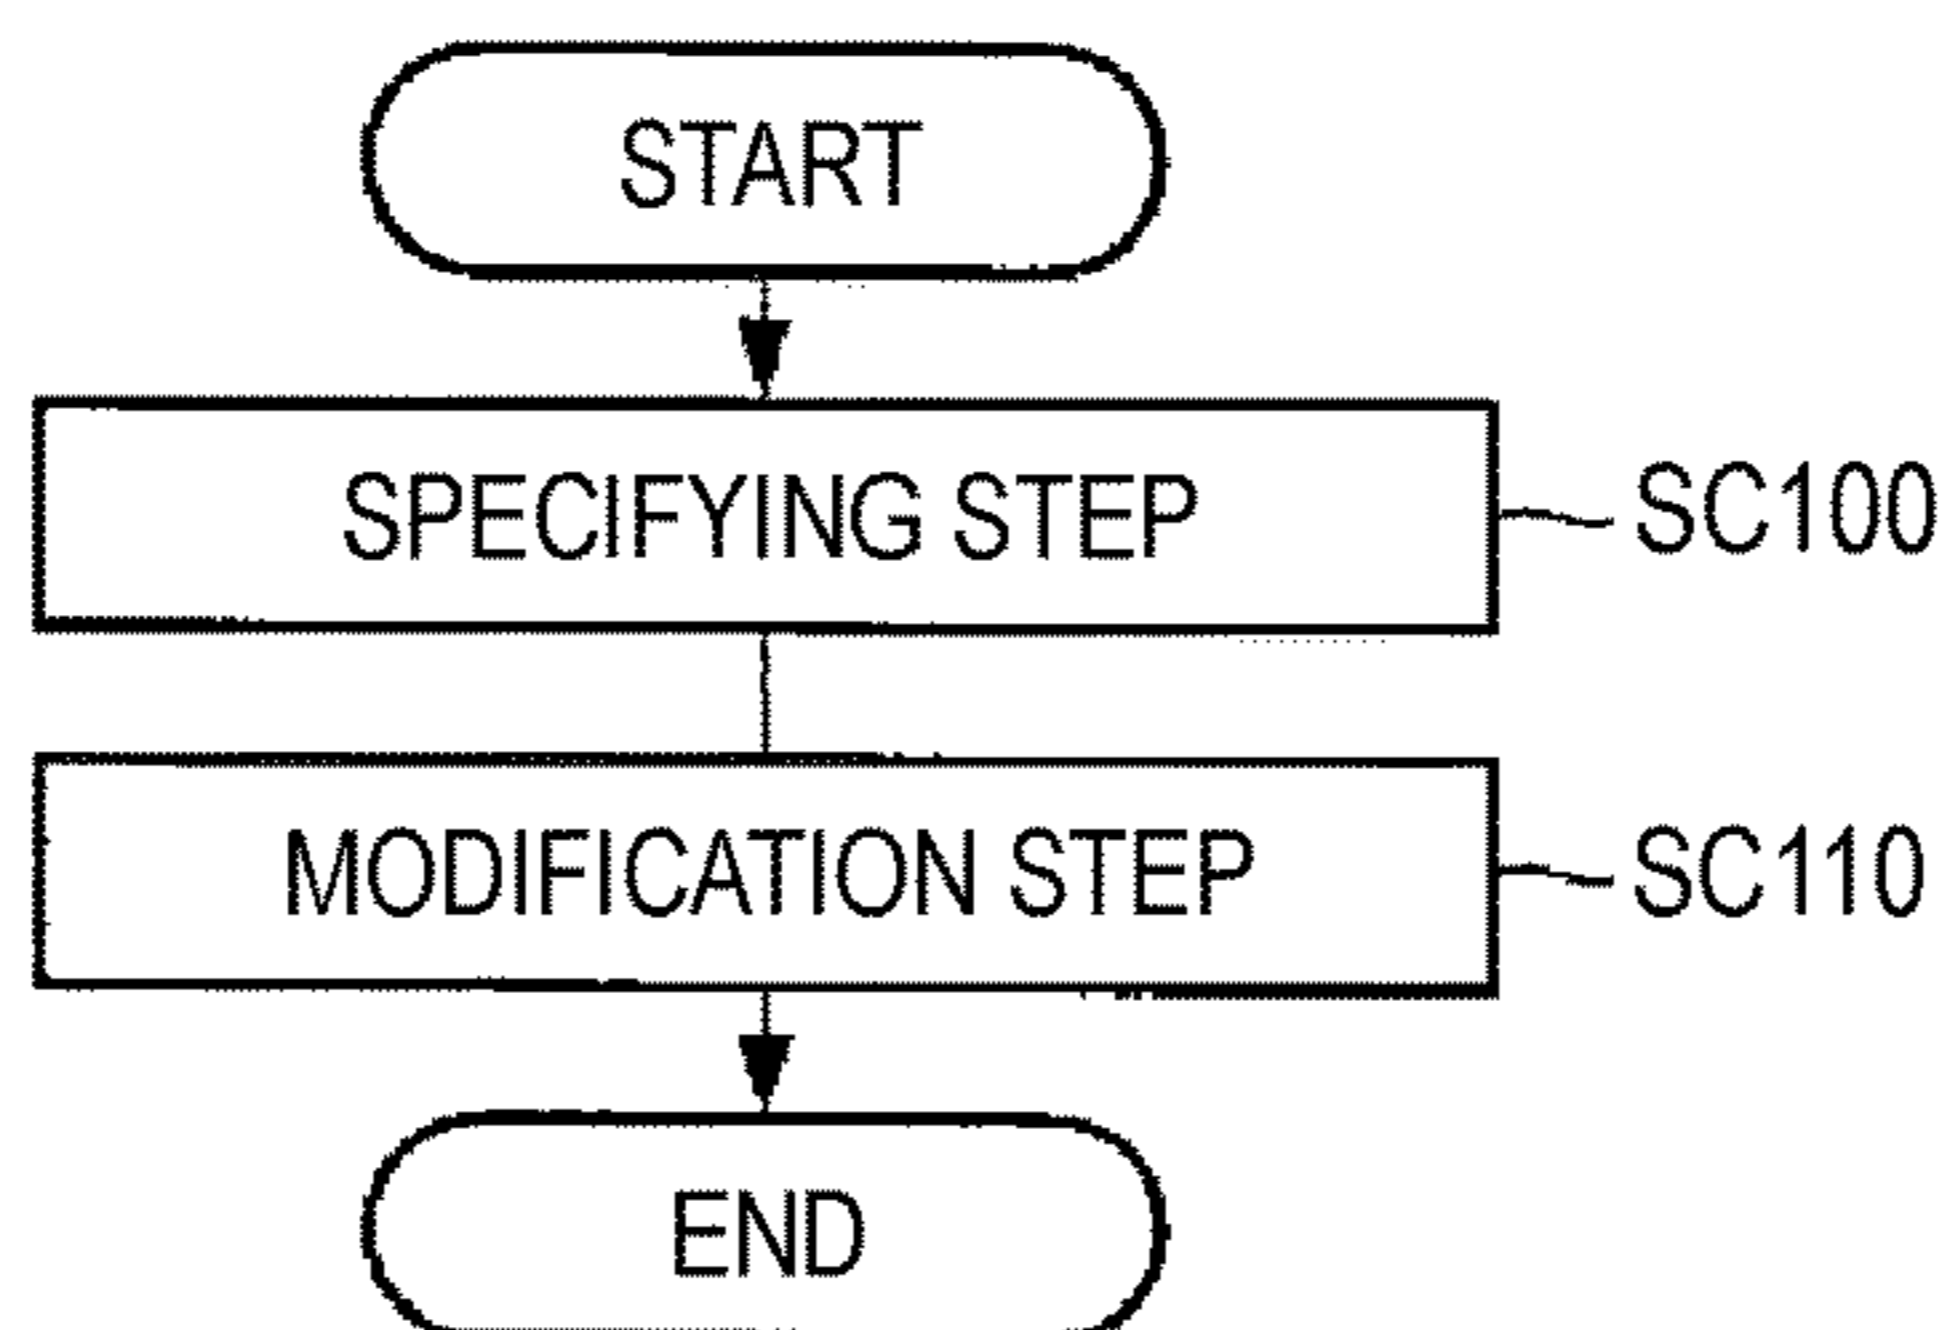 START
SPECIFYING STEP SC100
MODIFICATION STEP SC110
END